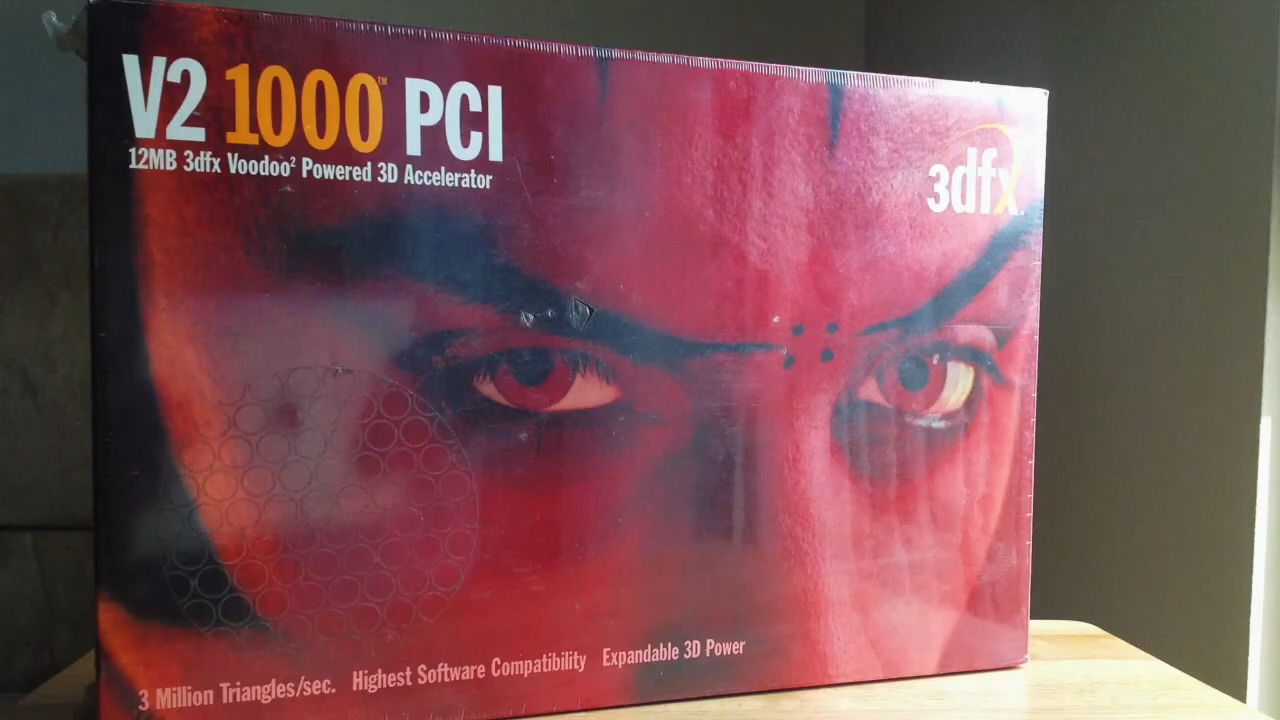 V2 1000™ PCI
12MB 3dfx Voodoo² Powered 3D Accelerator
3dfx.
3 Million Triangles/sec. Highest Software Compatibility Expandable 3D Power